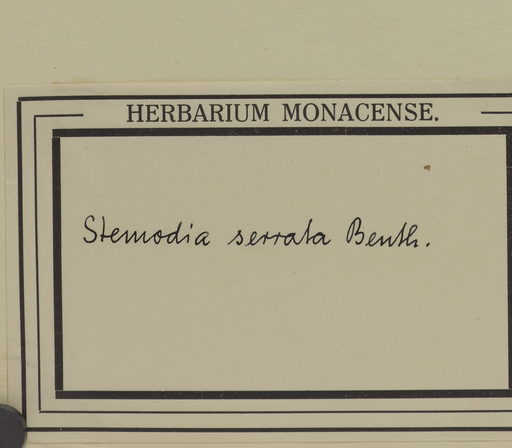 HERBARIUM MONACENSE.
Stemodia serrata Benth.